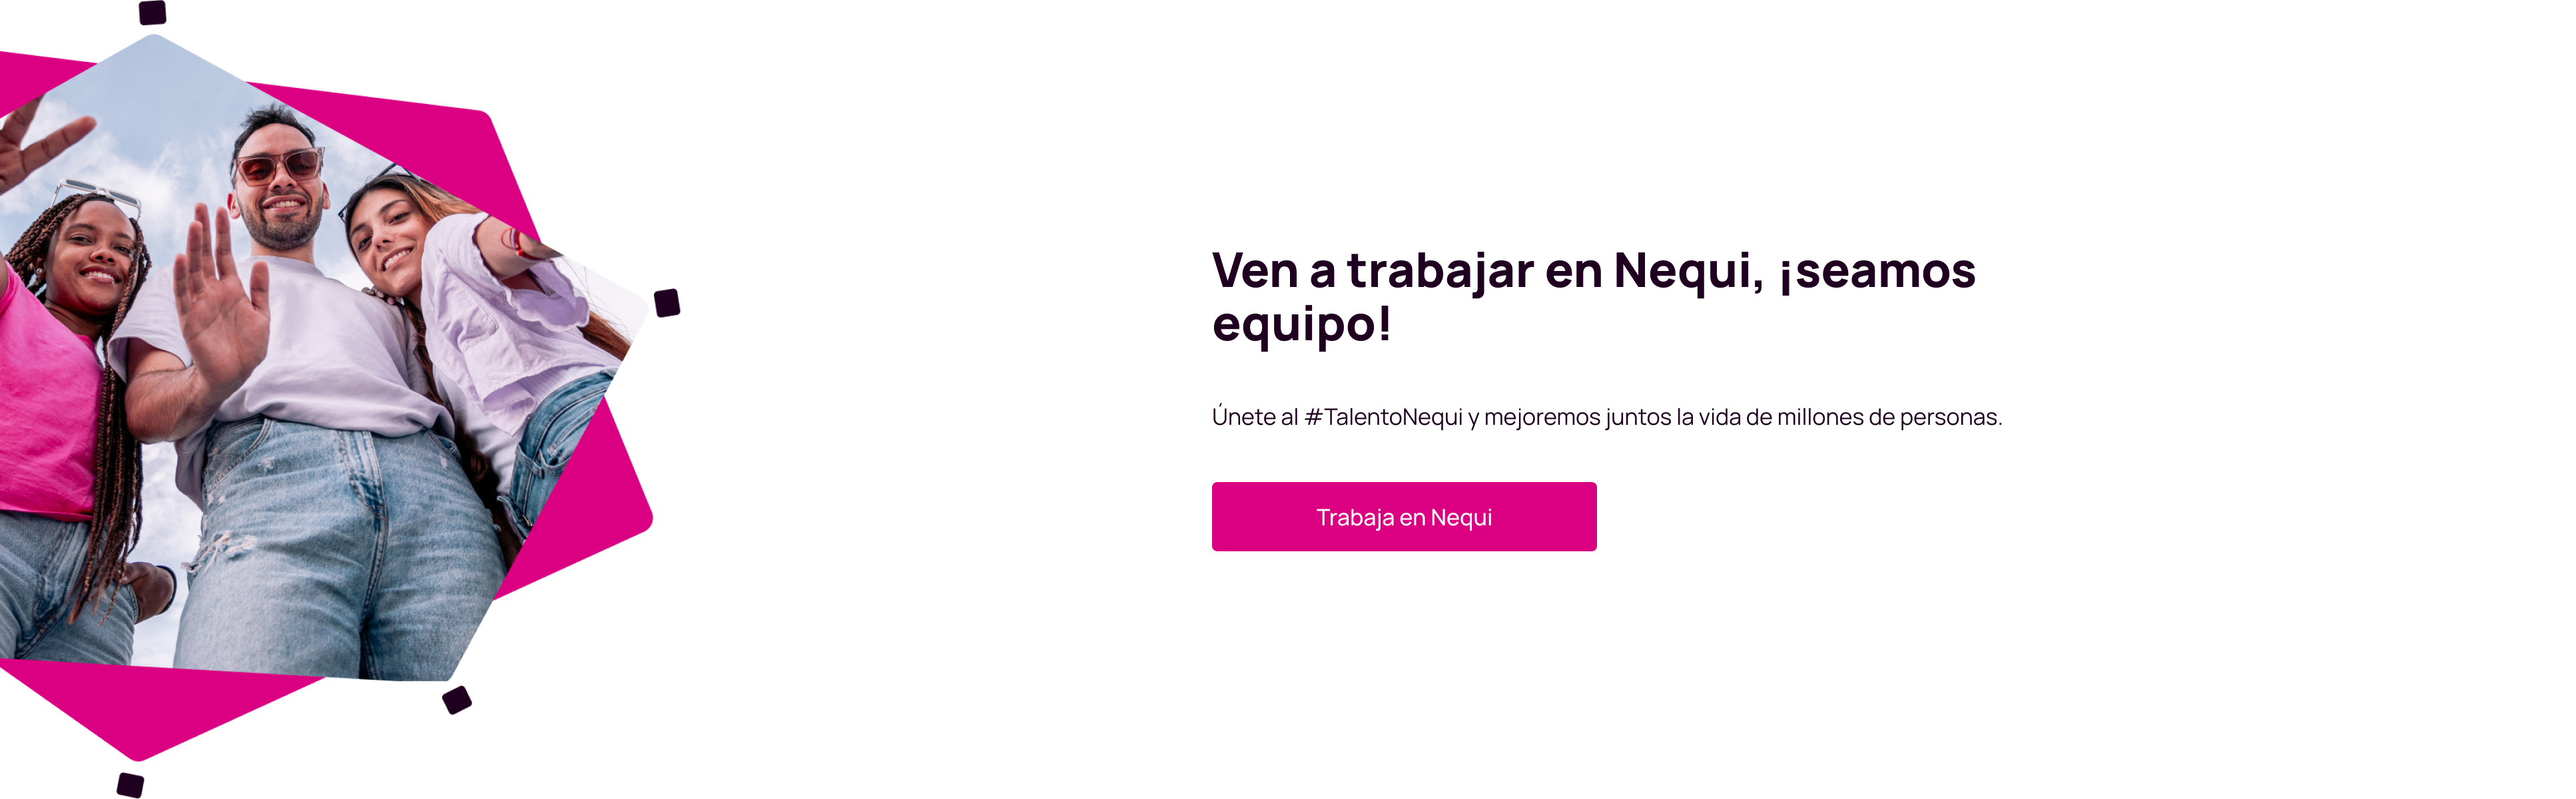 Ven a trabajar en Nequi, ¡seamos
equipo!
Únete al #TalentoNequi y mejoremos juntos la vida de millones de personas.
Trabaja en Nequi